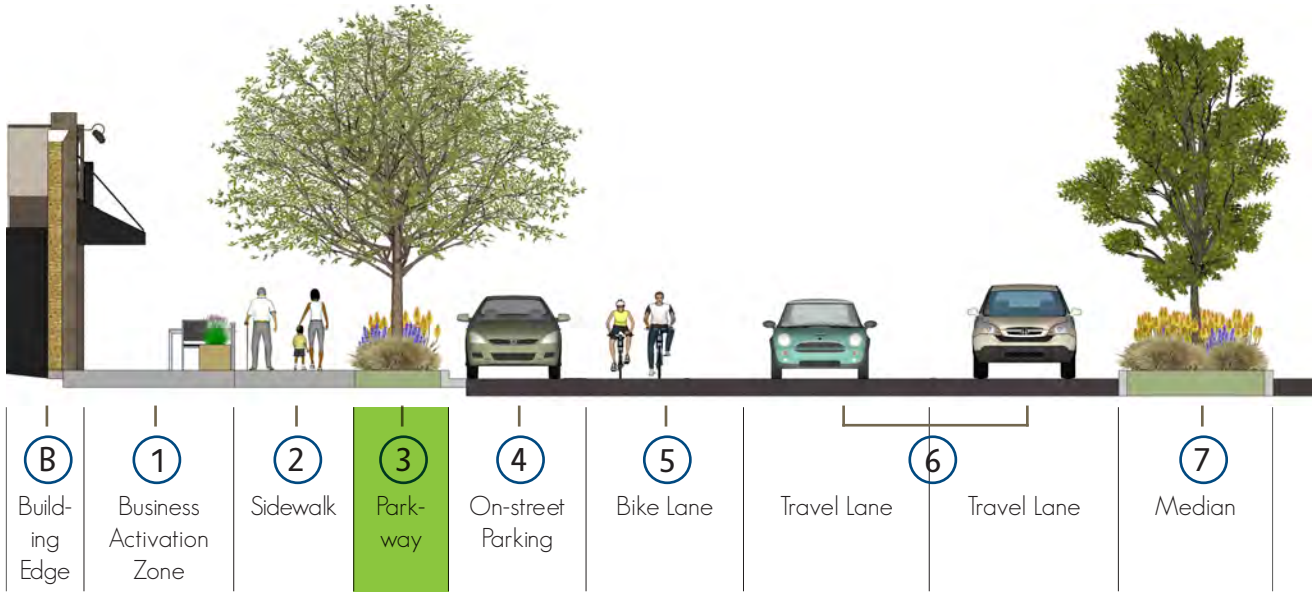 B
1
2
3
4
5
6
7
Build-
ing
Edge
Business
Activation
Zone
Sidewalk
Park-
way
On-street
Parking
Bike Lane
Travel Lane
Travel Lane
Median